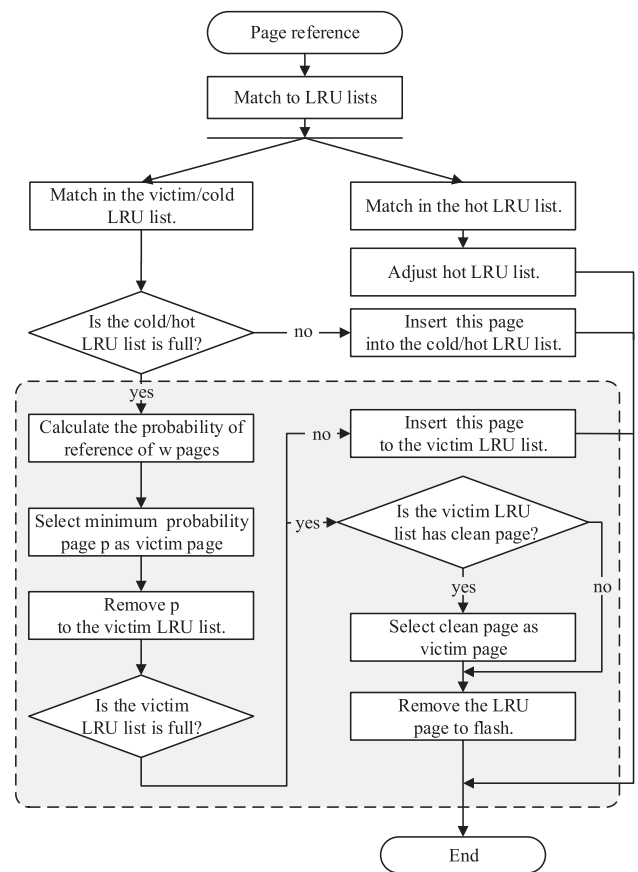 Page reference
Match to LRU lists
Match in the victim/cold
LRU list.
Match in the hot LRU list.
Adjust hot LRU list.
Is the cold/hot
LRU list is full?
no
Insert this page
into the cold/hot LRU list.
yes
Calculate the probability of
reference of w pages
no
Insert this page
to the victim LRU list.
Select minimum probability
page p as victim page
yes
Is the victim LRU
list has clean page?
yes
no
Remove p
to the victim LRU list.
Select clean page as
victim page
Is the victim
LRU list is full?
Remove the LRU
page to flash.
End